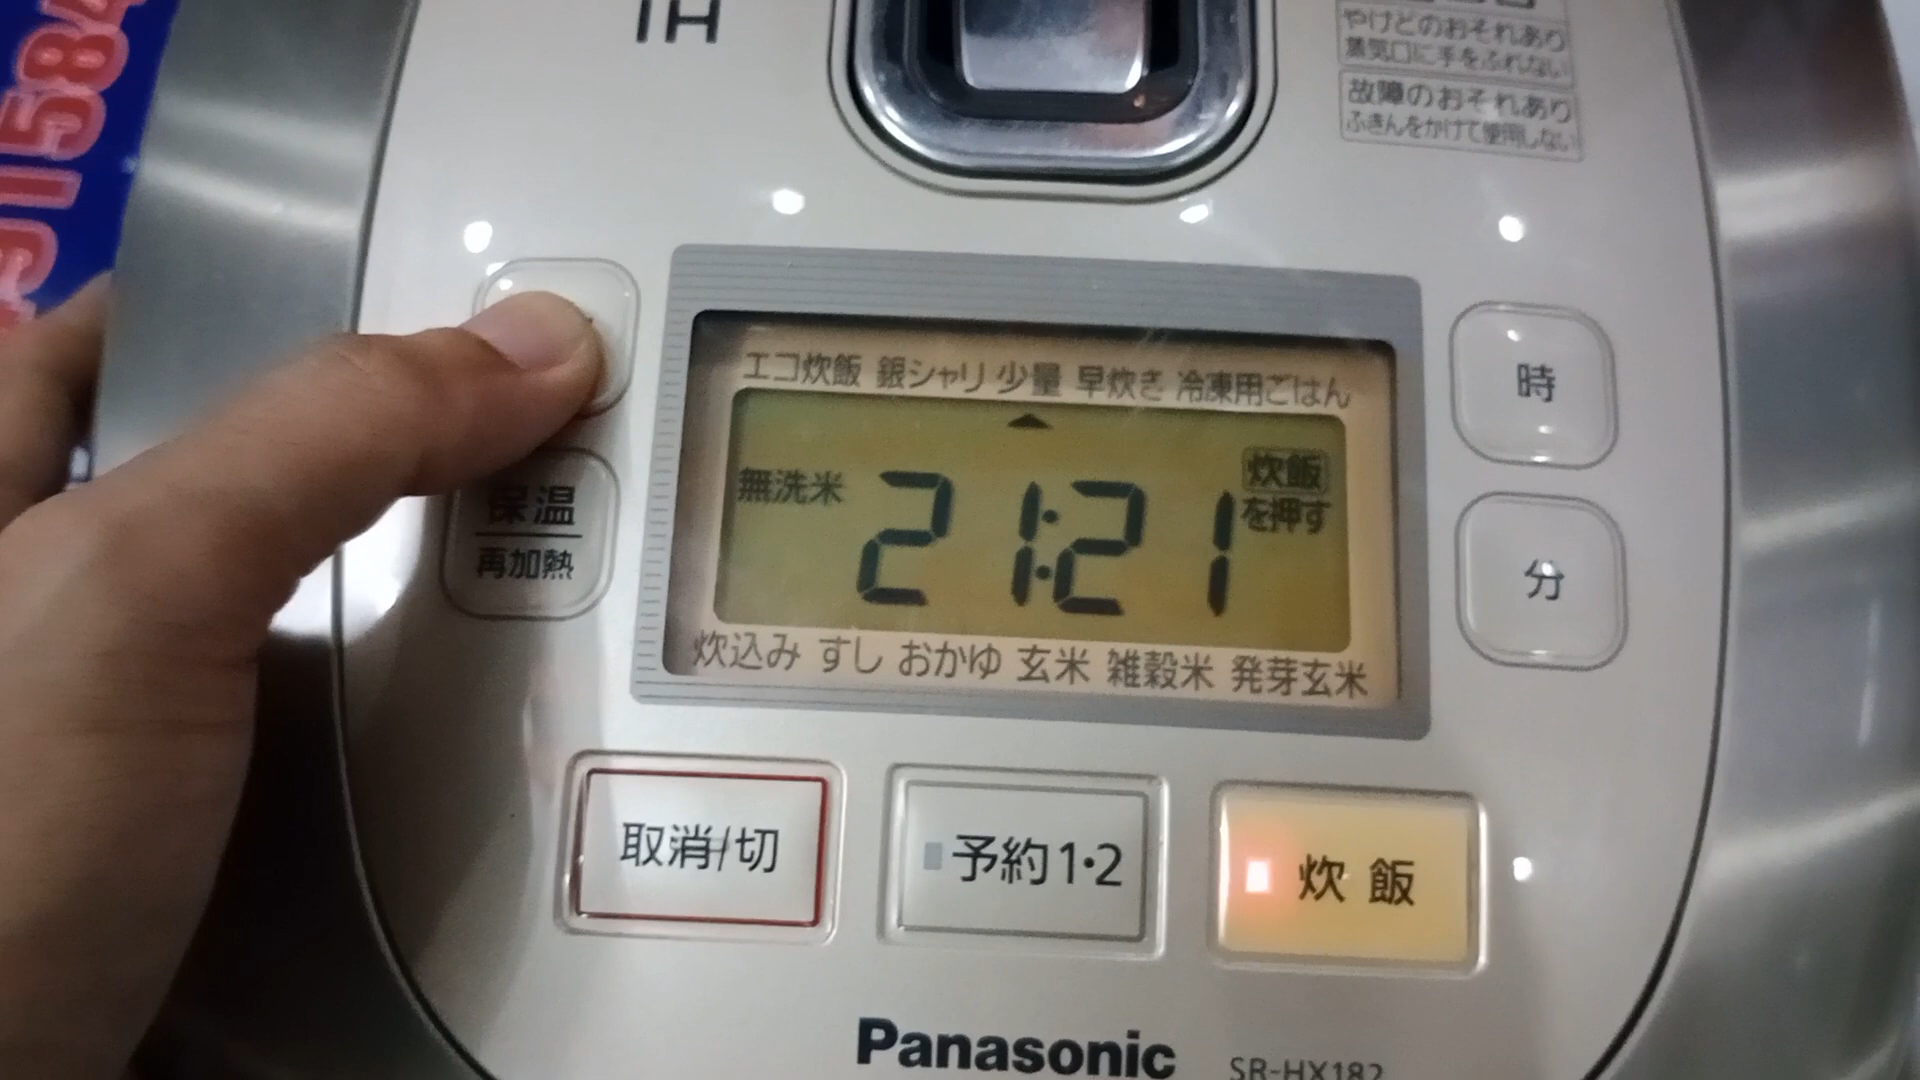 IH
やけどのおそれあり
蒸気口に手をふれない
故障のおそれあり
ふきんをかけて使用しない
91584
エコ炊飯 銀シャリ 少量 早炊き 冷凍用ごはん
無洗米
21:21
炊飯
を押す
炊込み すし おかゆ 玄米 雑穀米 発芽玄米
保温
再加熱
時
分
取消/切
予約1・2
炊飯
Panasonic
SR-HX182